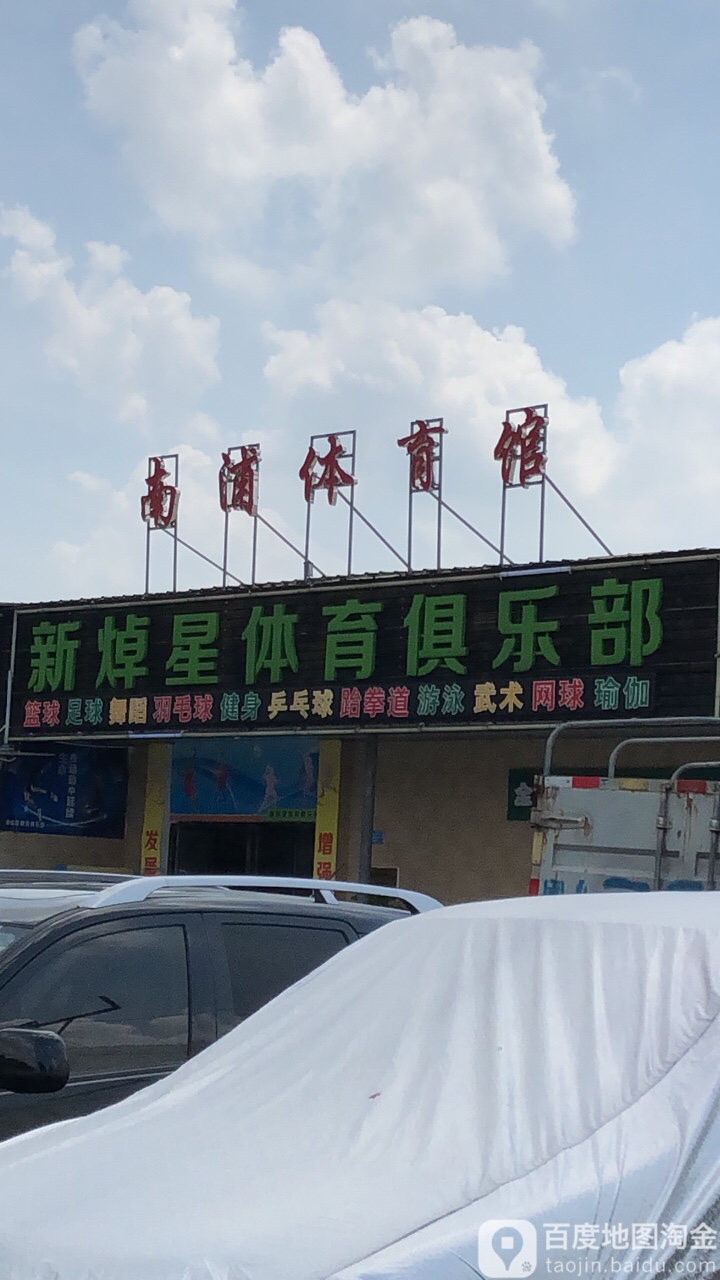 南浦体育馆
新焯星体育俱乐部
篮球 足球 舞蹈 羽毛球 健身 乒乓球 跆拳道 游泳 武术 网球 瑜伽
发展
增强
百度地图淘金
taojin.baidu.com